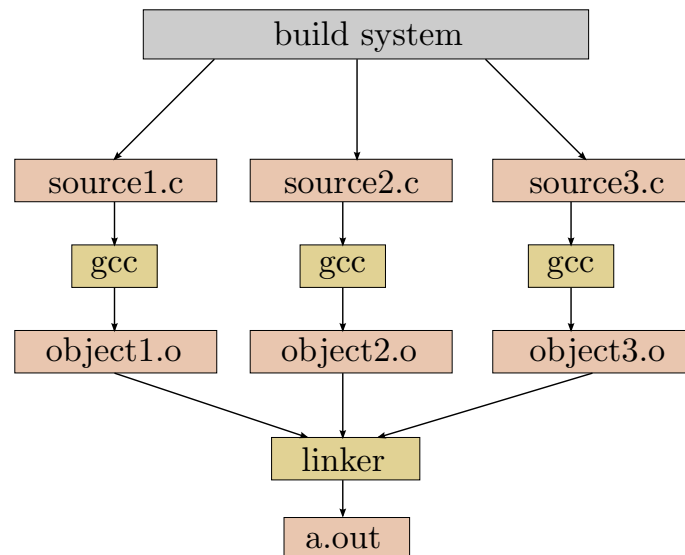 build system
source1.c
source2.c
source3.c
gcc
gcc
gcc
object1.o
object2.o
object3.o
linker
a.out